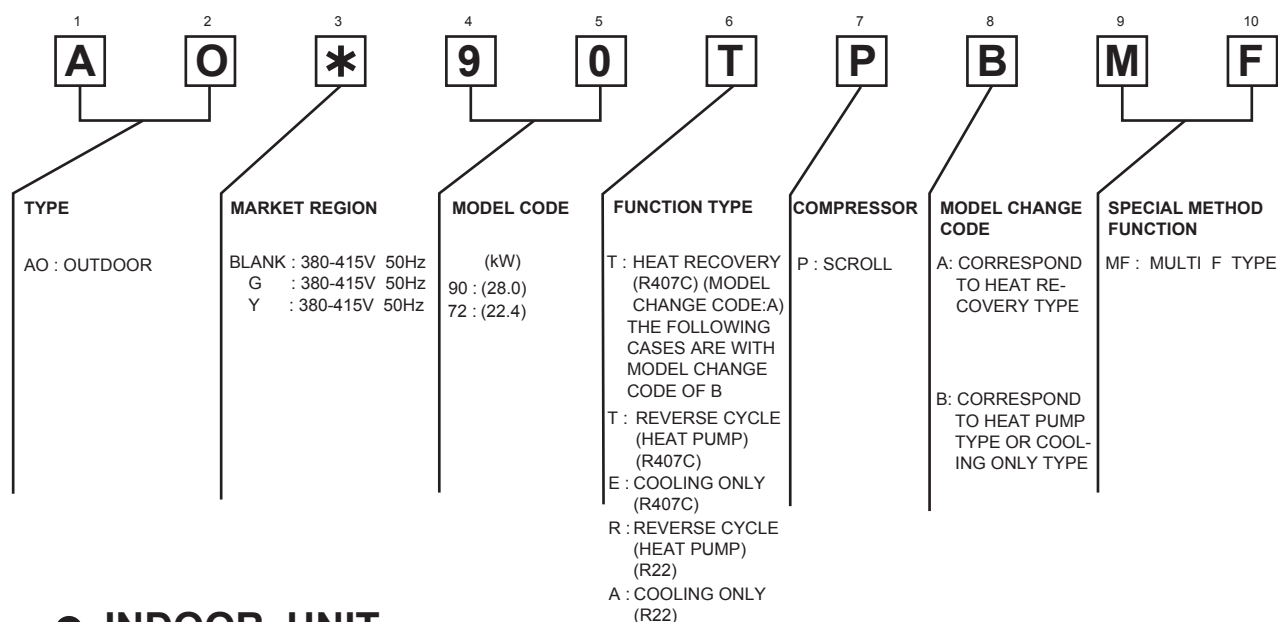 1 2 3 4 5 6 7 8 9 10
A O * 9 0 T P B M F
TYPE
AO : OUTDOOR
MARKET REGION
BLANK : 380-415V 50Hz
G : 380-415V 50Hz
Y : 380-415V 50Hz
MODEL CODE
(kW)
90 : (28.0)
72 : (22.4)
FUNCTION TYPE
T : HEAT RECOVERY
(R407C) (MODEL
CHANGE CODE:A)
THE FOLLOWING
CASES ARE WITH
MODEL CHANGE
CODE OF B
T : REVERSE CYCLE
(HEAT PUMP)
(R407C)
E : COOLING ONLY
(R407C)
R : REVERSE CYCLE
(HEAT PUMP)
(R22)
A : COOLING ONLY
(R22)
COMPRESSOR
P : SCROLL
MODEL CHANGE
CODE
A: CORRESPOND
TO HEAT RE-
COVERY TYPE
B: CORRESPOND
TO HEAT PUMP
TYPE OR COOL-
ING ONLY TYPE
SPECIAL METHOD
FUNCTION
MF : MULTI F TYPE
INDOOR UNIT